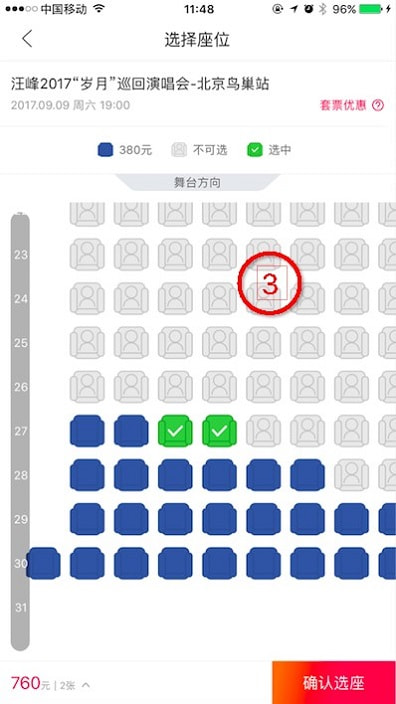 中国移动 11:48 96%
选择座位
汪峰2017“岁月”巡回演唱会-北京鸟巢站
2017.09.09 周六 19:00 套票优惠 ?
380元 不可选 选中
舞台方向
23
3
24
25
26
27
28
29
30
31
760元 | 2张 确认选座